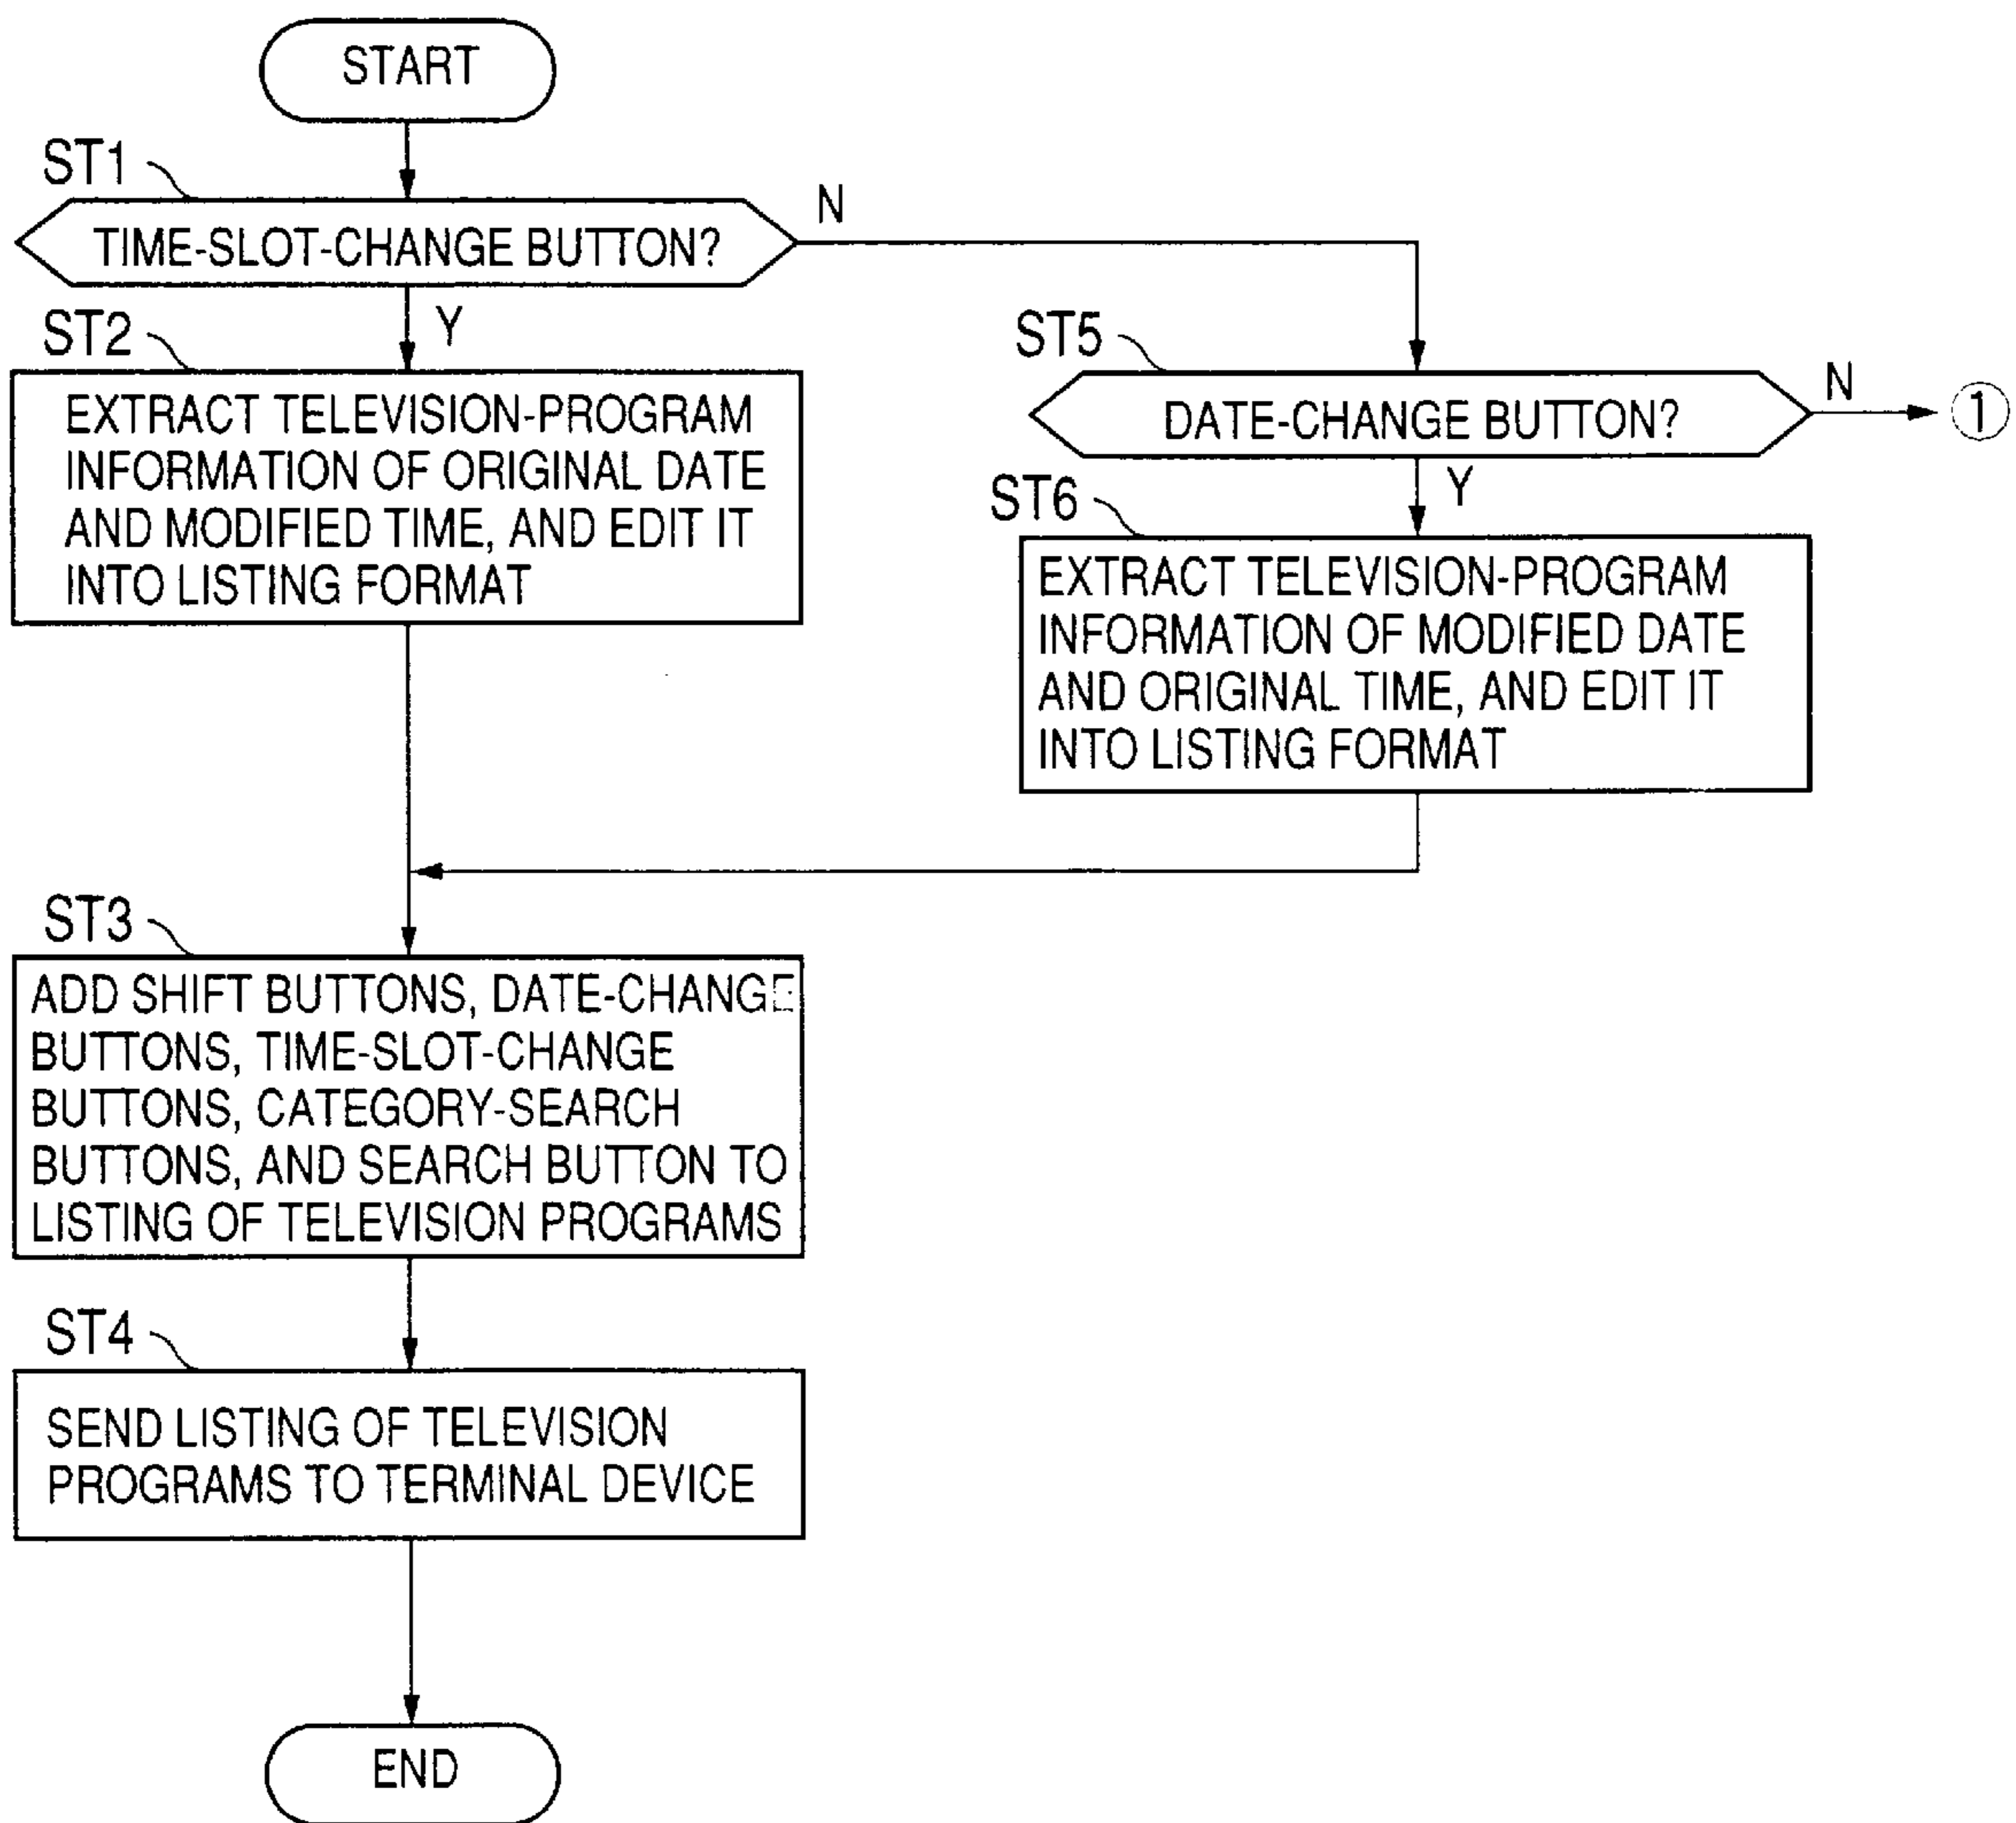 START
ST1
TIME-SLOT-CHANGE BUTTON?
N
Y
ST2
EXTRACT TELEVISION-PROGRAM
INFORMATION OF ORIGINAL DATE
AND MODIFIED TIME, AND EDIT IT
INTO LISTING FORMAT
ST5
DATE-CHANGE BUTTON?
N
1
Y
ST6
EXTRACT TELEVISION-PROGRAM
INFORMATION OF MODIFIED DATE
AND ORIGINAL TIME, AND EDIT IT
INTO LISTING FORMAT
ST3
ADD SHIFT BUTTONS, DATE-CHANGE
BUTTONS, TIME-SLOT-CHANGE
BUTTONS, CATEGORY-SEARCH
BUTTONS, AND SEARCH BUTTON TO
LISTING OF TELEVISION PROGRAMS
ST4
SEND LISTING OF TELEVISION
PROGRAMS TO TERMINAL DEVICE
END